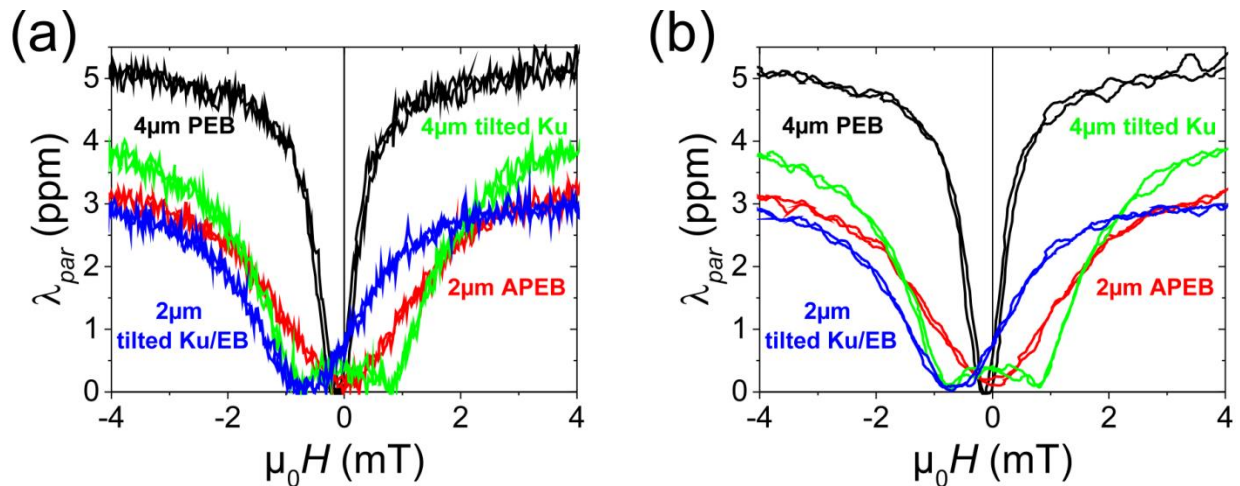 (a)
5
4
3
2
1
0
λpar (ppm)
4µm PEB
4µm tilted Ku
2µm APEB
2µm
tilted Ku/EB
-4 -2 0 2 4
µ0H (mT)
(b)
5
4
3
2
1
0
λpar (ppm)
4µm PEB
4µm tilted Ku
2µm APEB
2µm
tilted Ku/EB
-4 -2 0 2 4
µ0H (mT)